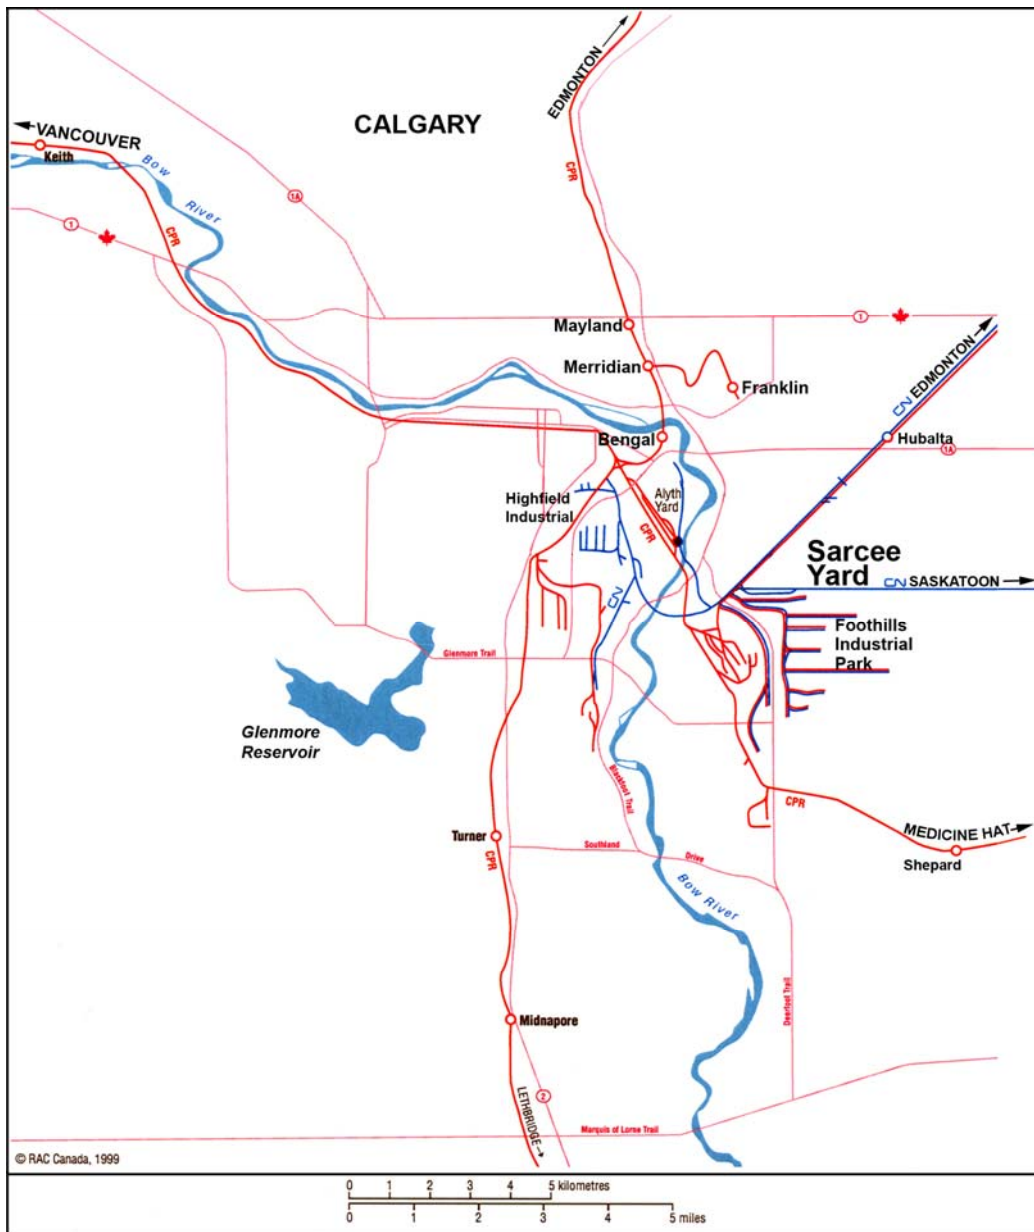 EDMONTON
CALGARY
VANCOUVER
Keith
Bow
River
CPR
1A
1
CPR
Mayland
1
Merridian
Franklin
EDMONTON
CN
Bengal
Hubalta
1A
Highfield
Industrial
Alyth
Yard
CPR
Sarcee
Yard
CN
SASKATOON
CN
Foothills
Industrial
Park
Glenmore Trail
Glenmore
Reservoir
Blackfoot Trail
CPR
Turner
CPR
Southland
Drive
MEDICINE HAT
Shepard
Bow River
Deerfoot Trail
Midnapore
LETHBRIDGE
2
Marquis of Lorne Trail
© RAC Canada, 1999
0 1 2 3 4 5 kilometres
0 1 2 3 4 5 miles